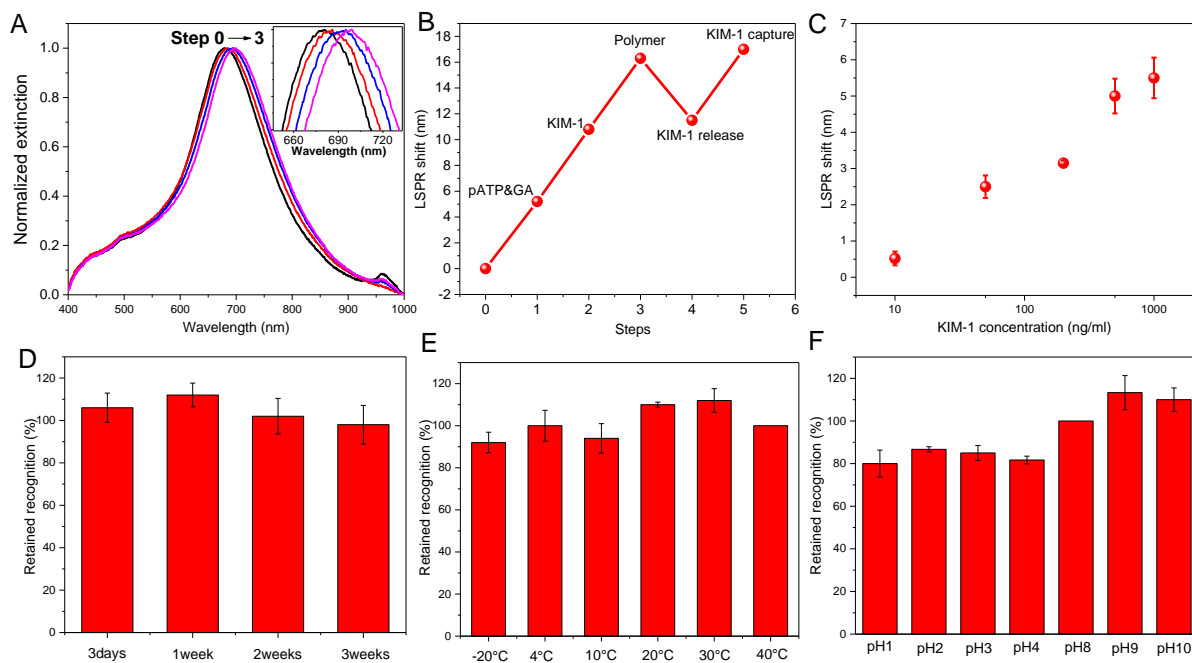 A
Step 0 → 3
1.0
0.8
0.6
0.4
0.2
0.0
Normalized extinction
400 500 600 700 800 900 1000
Wavelength (nm)
660 690 720
Wavelength (nm)
B
18
16
14
12
10
8
6
4
2
0
-2
LSPR shift (nm)
pATP&GA
KIM-1
Polymer
KIM-1 release
KIM-1 capture
0 1 2 3 4 5 6
Steps
C
7
6
5
4
3
2
1
0
LSPR shift (nm)
10 100 1000
KIM-1 concentration (ng/ml)
D
120
100
80
60
40
20
0
Retained recognition (%)
3days 1week 2weeks 3weeks
E
120
100
80
60
40
20
0
Retained recognition (%)
-20°C 4°C 10°C 20°C 30°C 40°C
F
120
100
80
60
40
20
0
Retained recognition (%)
pH1 pH2 pH3 pH4 pH8 pH9 pH10